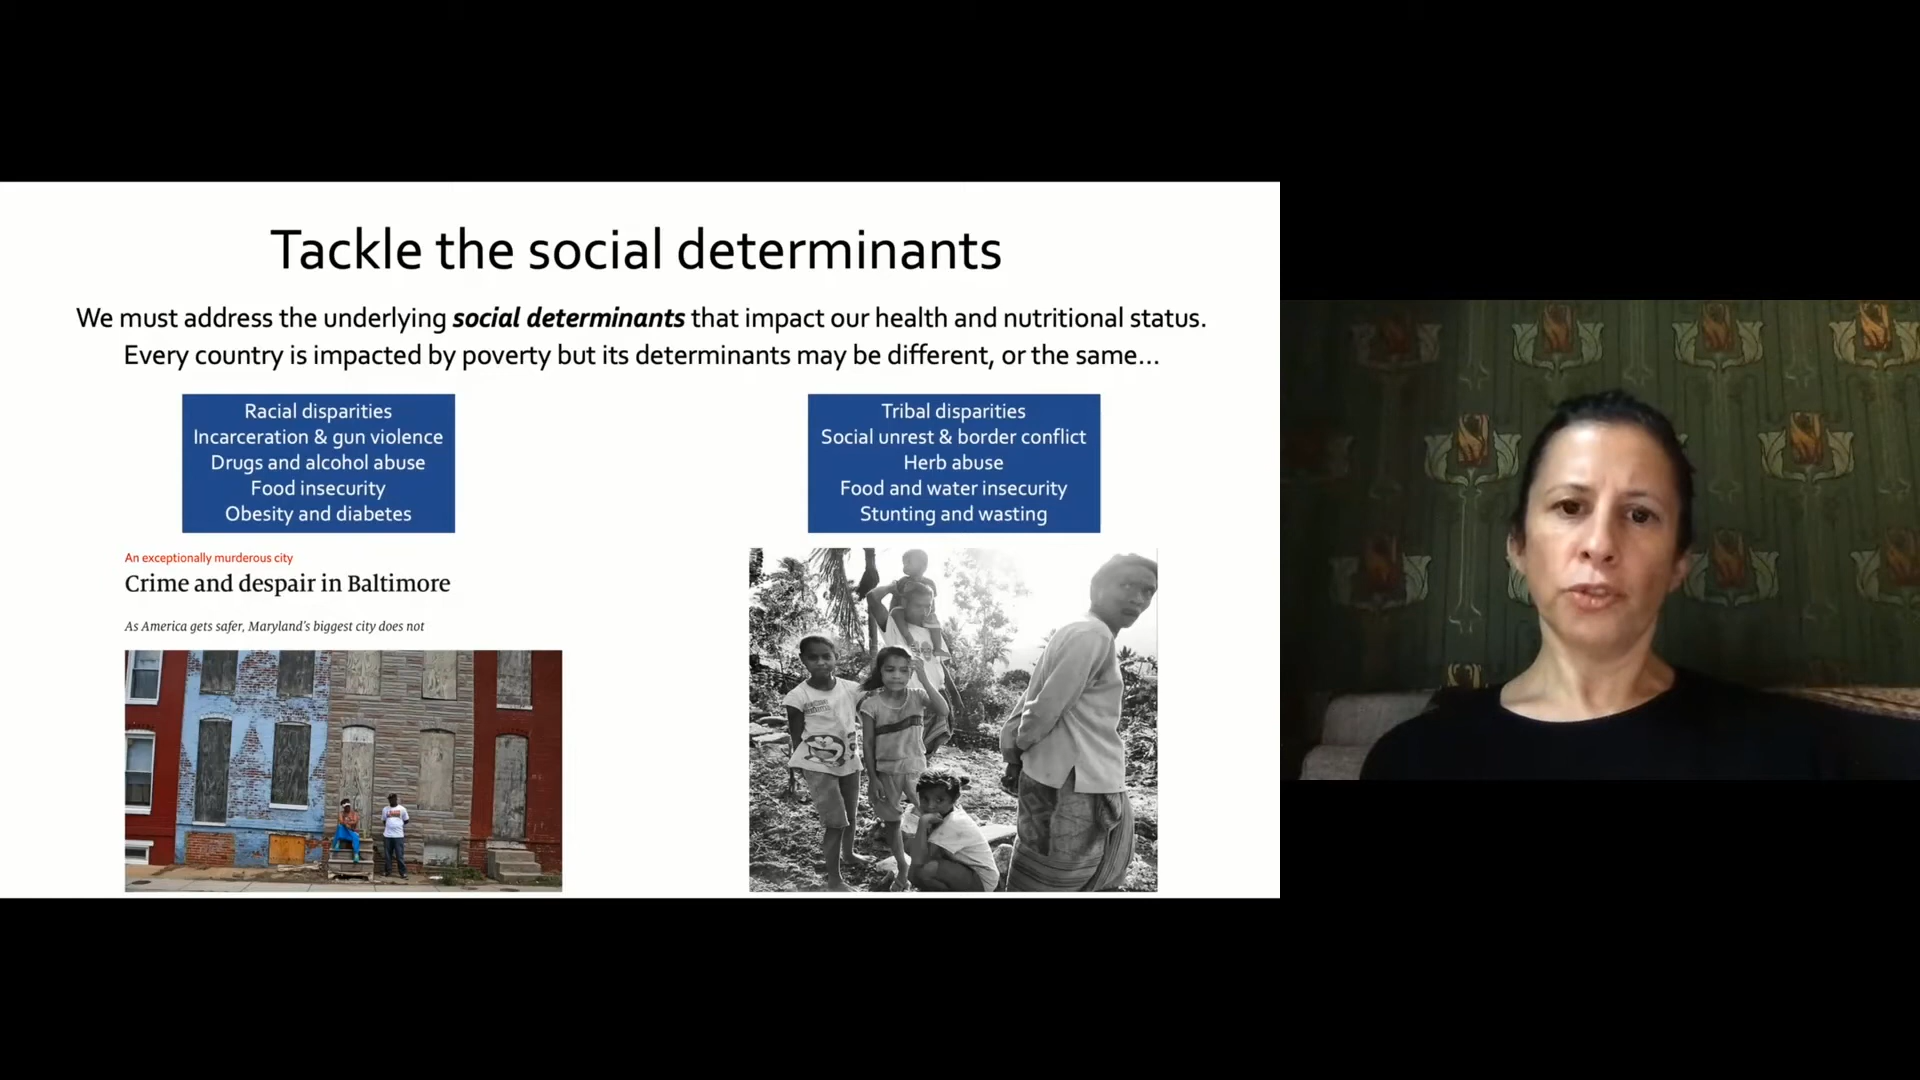 Tackle the social determinants
We must address the underlying social determinants that impact our health and nutritional status.
Every country is impacted by poverty but its determinants may be different, or the same...
Racial disparities
Incarceration & gun violence
Drugs and alcohol abuse
Food insecurity
Obesity and diabetes
Tribal disparities
Social unrest & border conflict
Herb abuse
Food and water insecurity
Stunting and wasting
An exceptionally murderous city
Crime and despair in Baltimore
As America gets safer, Maryland's biggest city does not